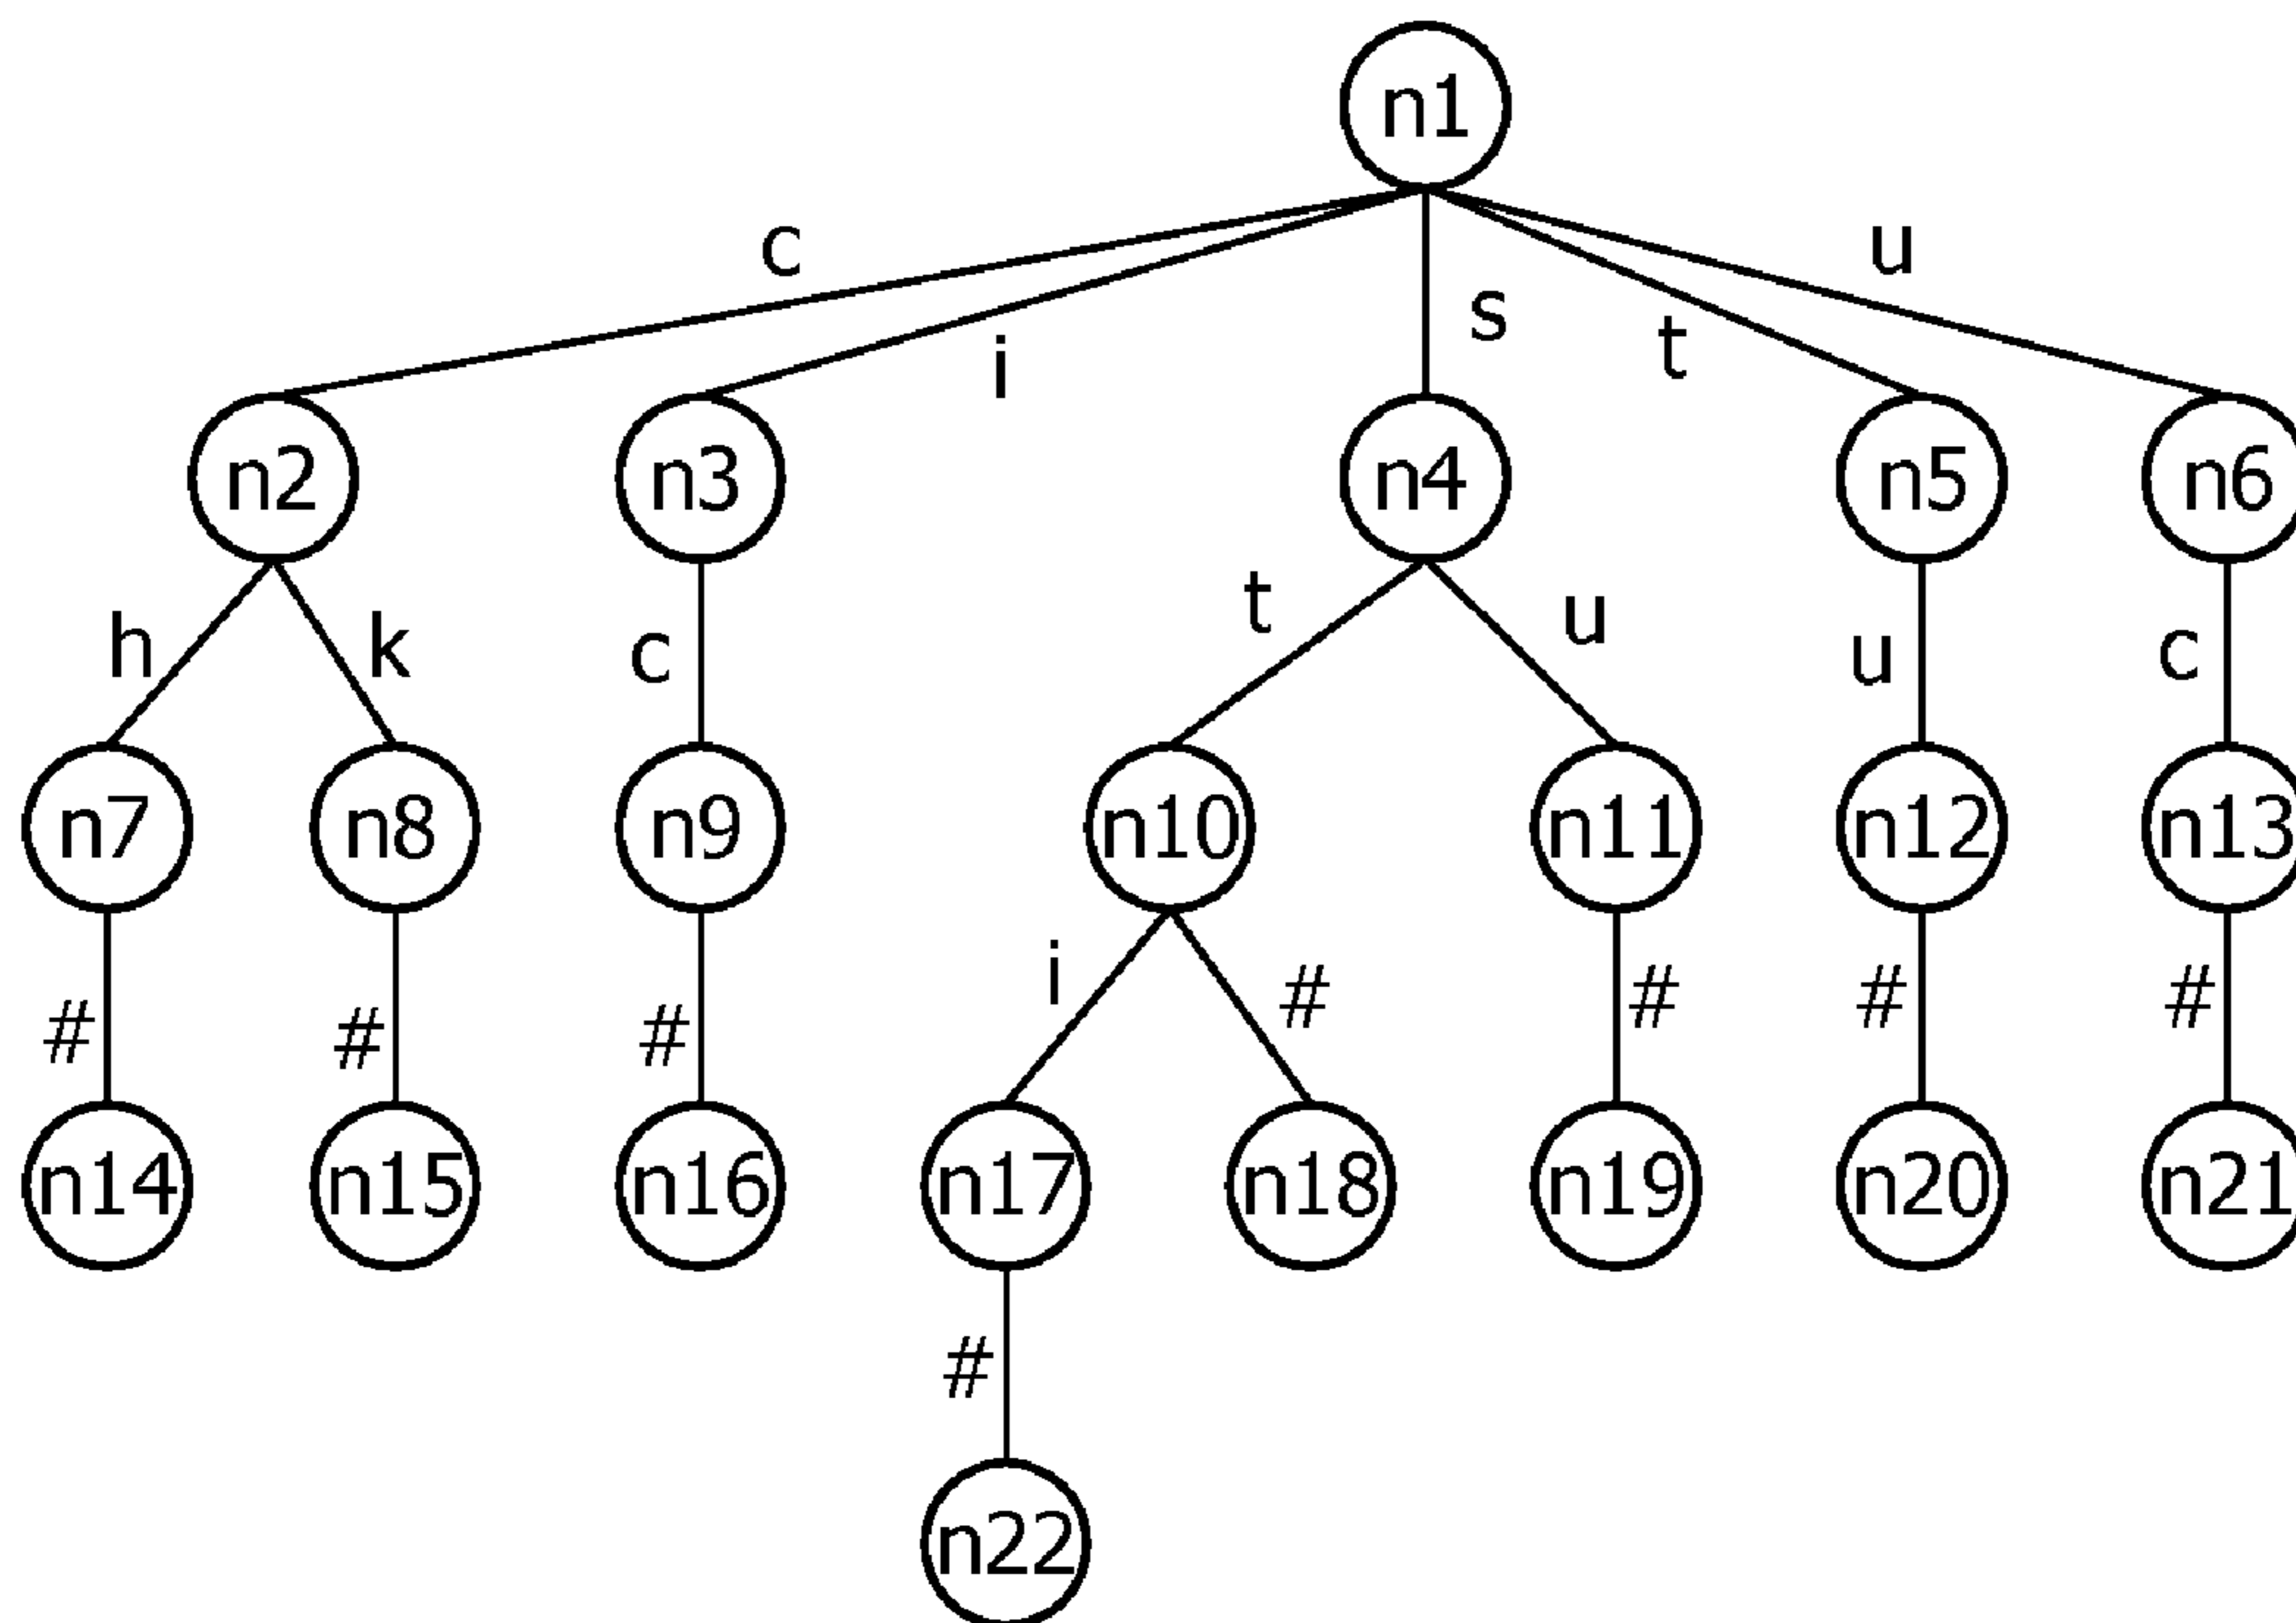 n1
c i s t u
n2 n3 n4 n5 n6
h k c t u u c
n7 n8 n9 n10 n11 n12 n13
# # # i # # # #
n14 n15 n16 n17 n18 n19 n20 n21
#
n22